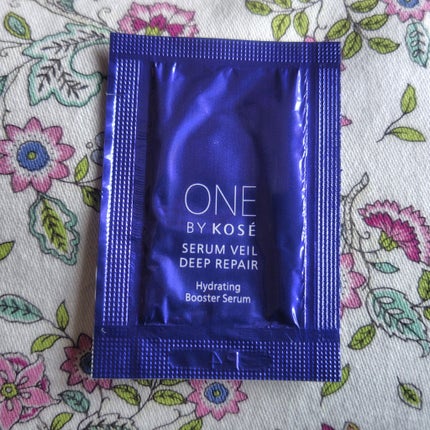 ONE
BY KOSÉ
SERUM VEIL
DEEP REPAIR
Hydrating
Booster Serum